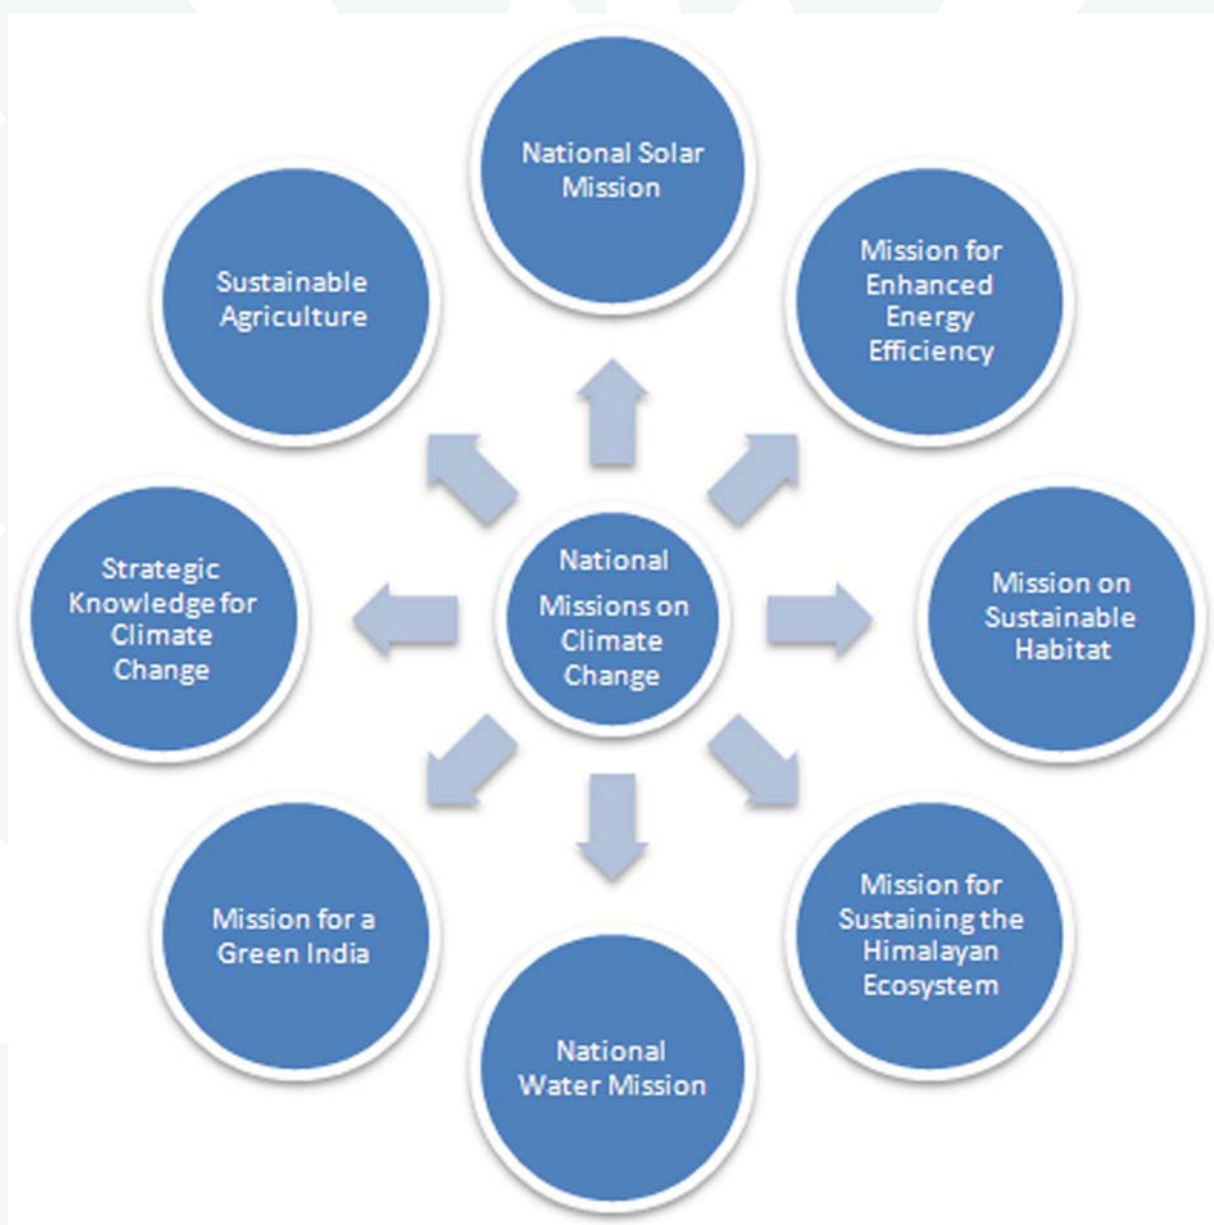 National Solar
Mission
Mission for
Enhanced
Energy
Efficiency
Mission on
Sustainable
Habitat
Mission for
Sustaining the
Himalayan
Ecosystem
National
Water Mission
Mission for a
Green India
Strategic
Knowledge for
Climate
Change
Sustainable
Agriculture
National
Missions on
Climate
Change